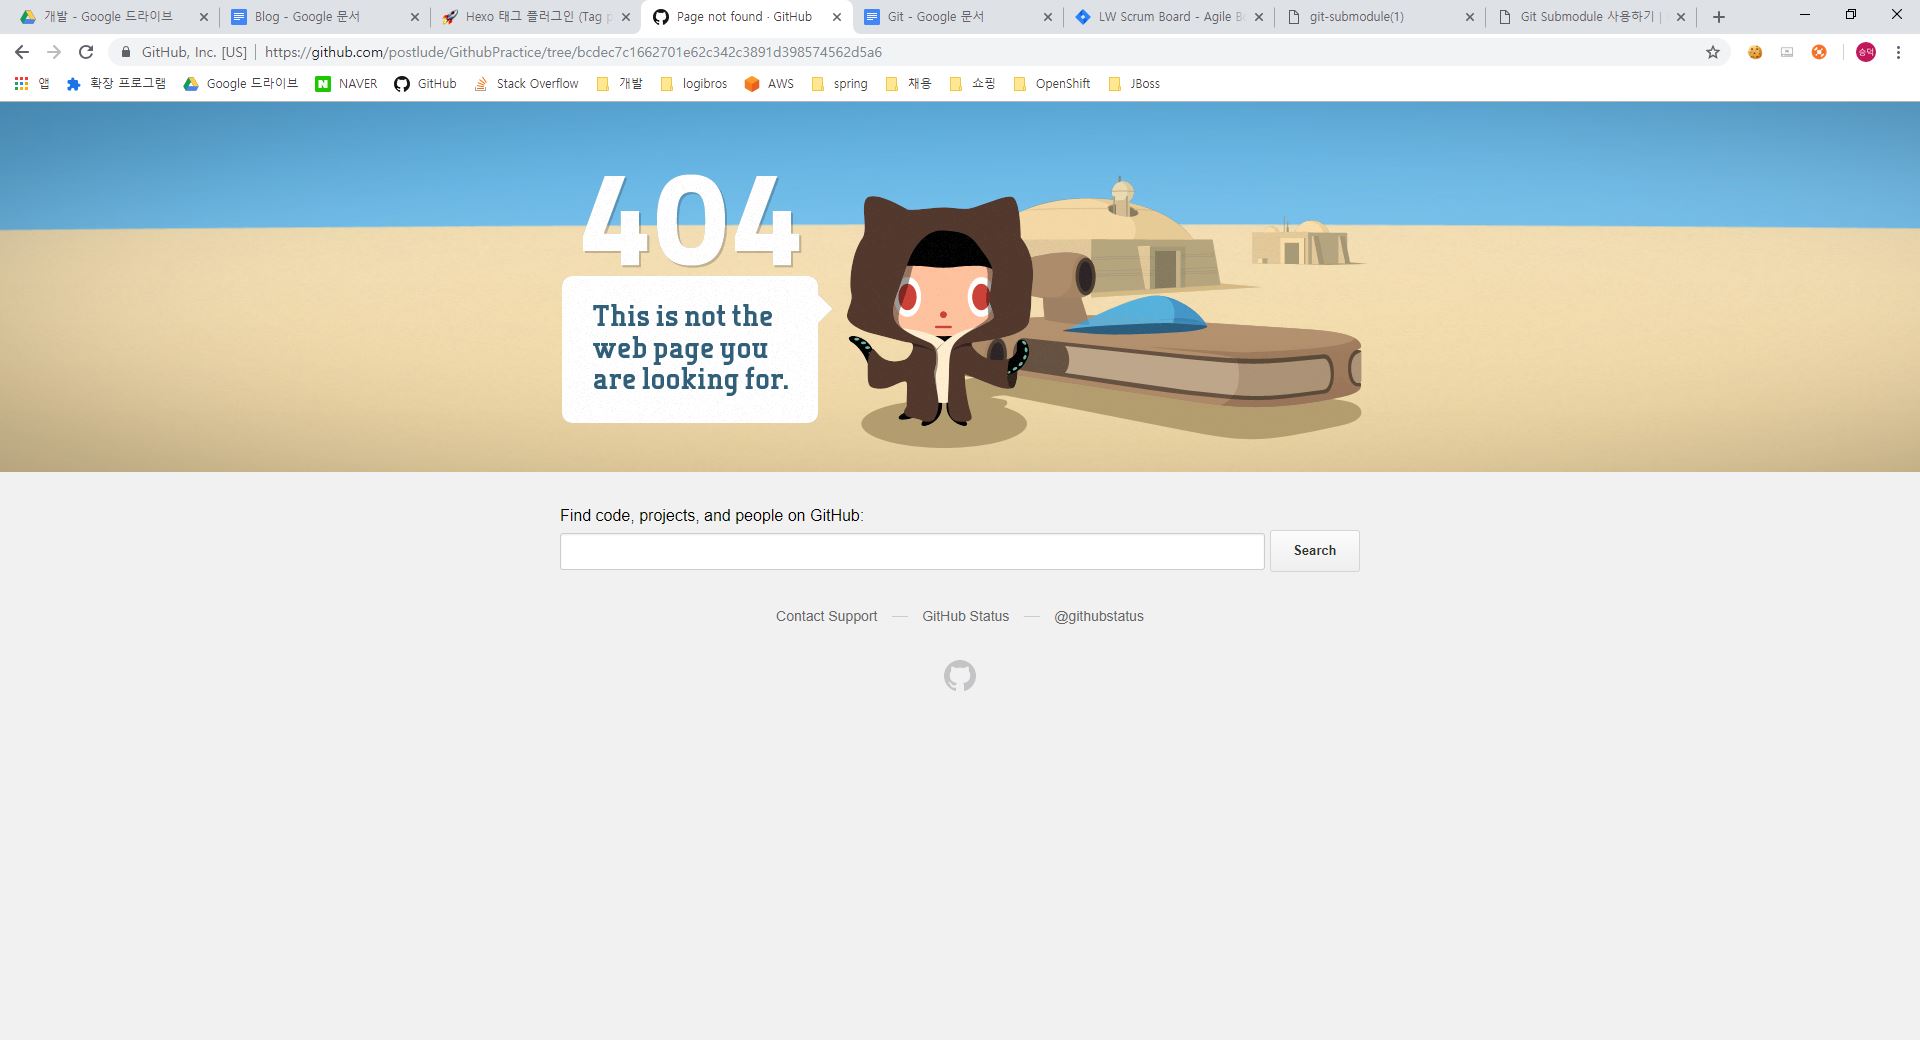 개발 - Google 드라이브
Blog - Google 문서
Hexo 태그 플러그인 (Tag p
Page not found · GitHub
Git - Google 문서
LW Scrum Board - Agile Bo
git-submodule(1)
Git Submodule 사용하기 |
GitHub, Inc. [US]
https://github.com/postlude/GithubPractice/tree/bcdec7c1662701e62c342c3891d398574562d5a6
승덕
앱
확장 프로그램
Google 드라이브
NAVER
GitHub
Stack Overflow
개발
logibros
AWS
spring
채용
쇼핑
OpenShift
JBoss
404
This is not the
web page you
are looking for.
Find code, projects, and people on GitHub:
Search
Contact Support — GitHub Status — @githubstatus